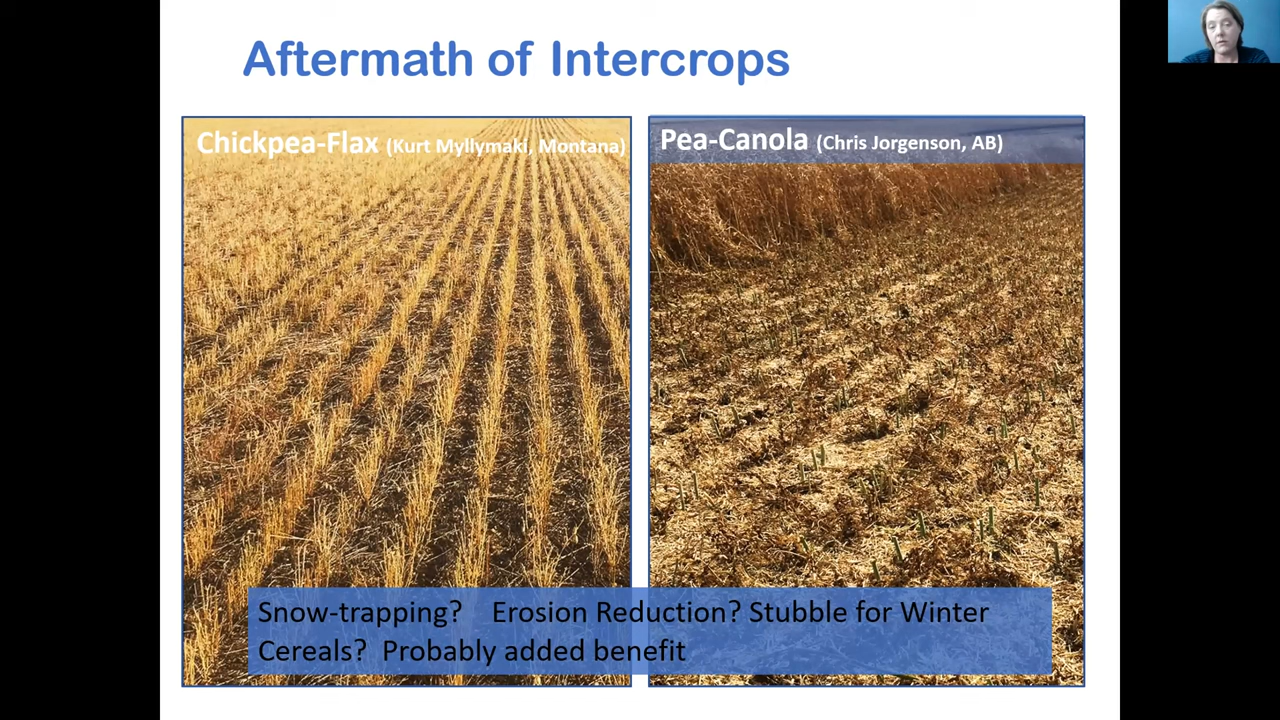 Aftermath of Intercrops
Chickpea-Flax (Kurt Myllymaki, Montana)
Pea-Canola (Chris Jorgenson, AB)
Snow-trapping? Erosion Reduction? Stubble for Winter
Cereals? Probably added benefit